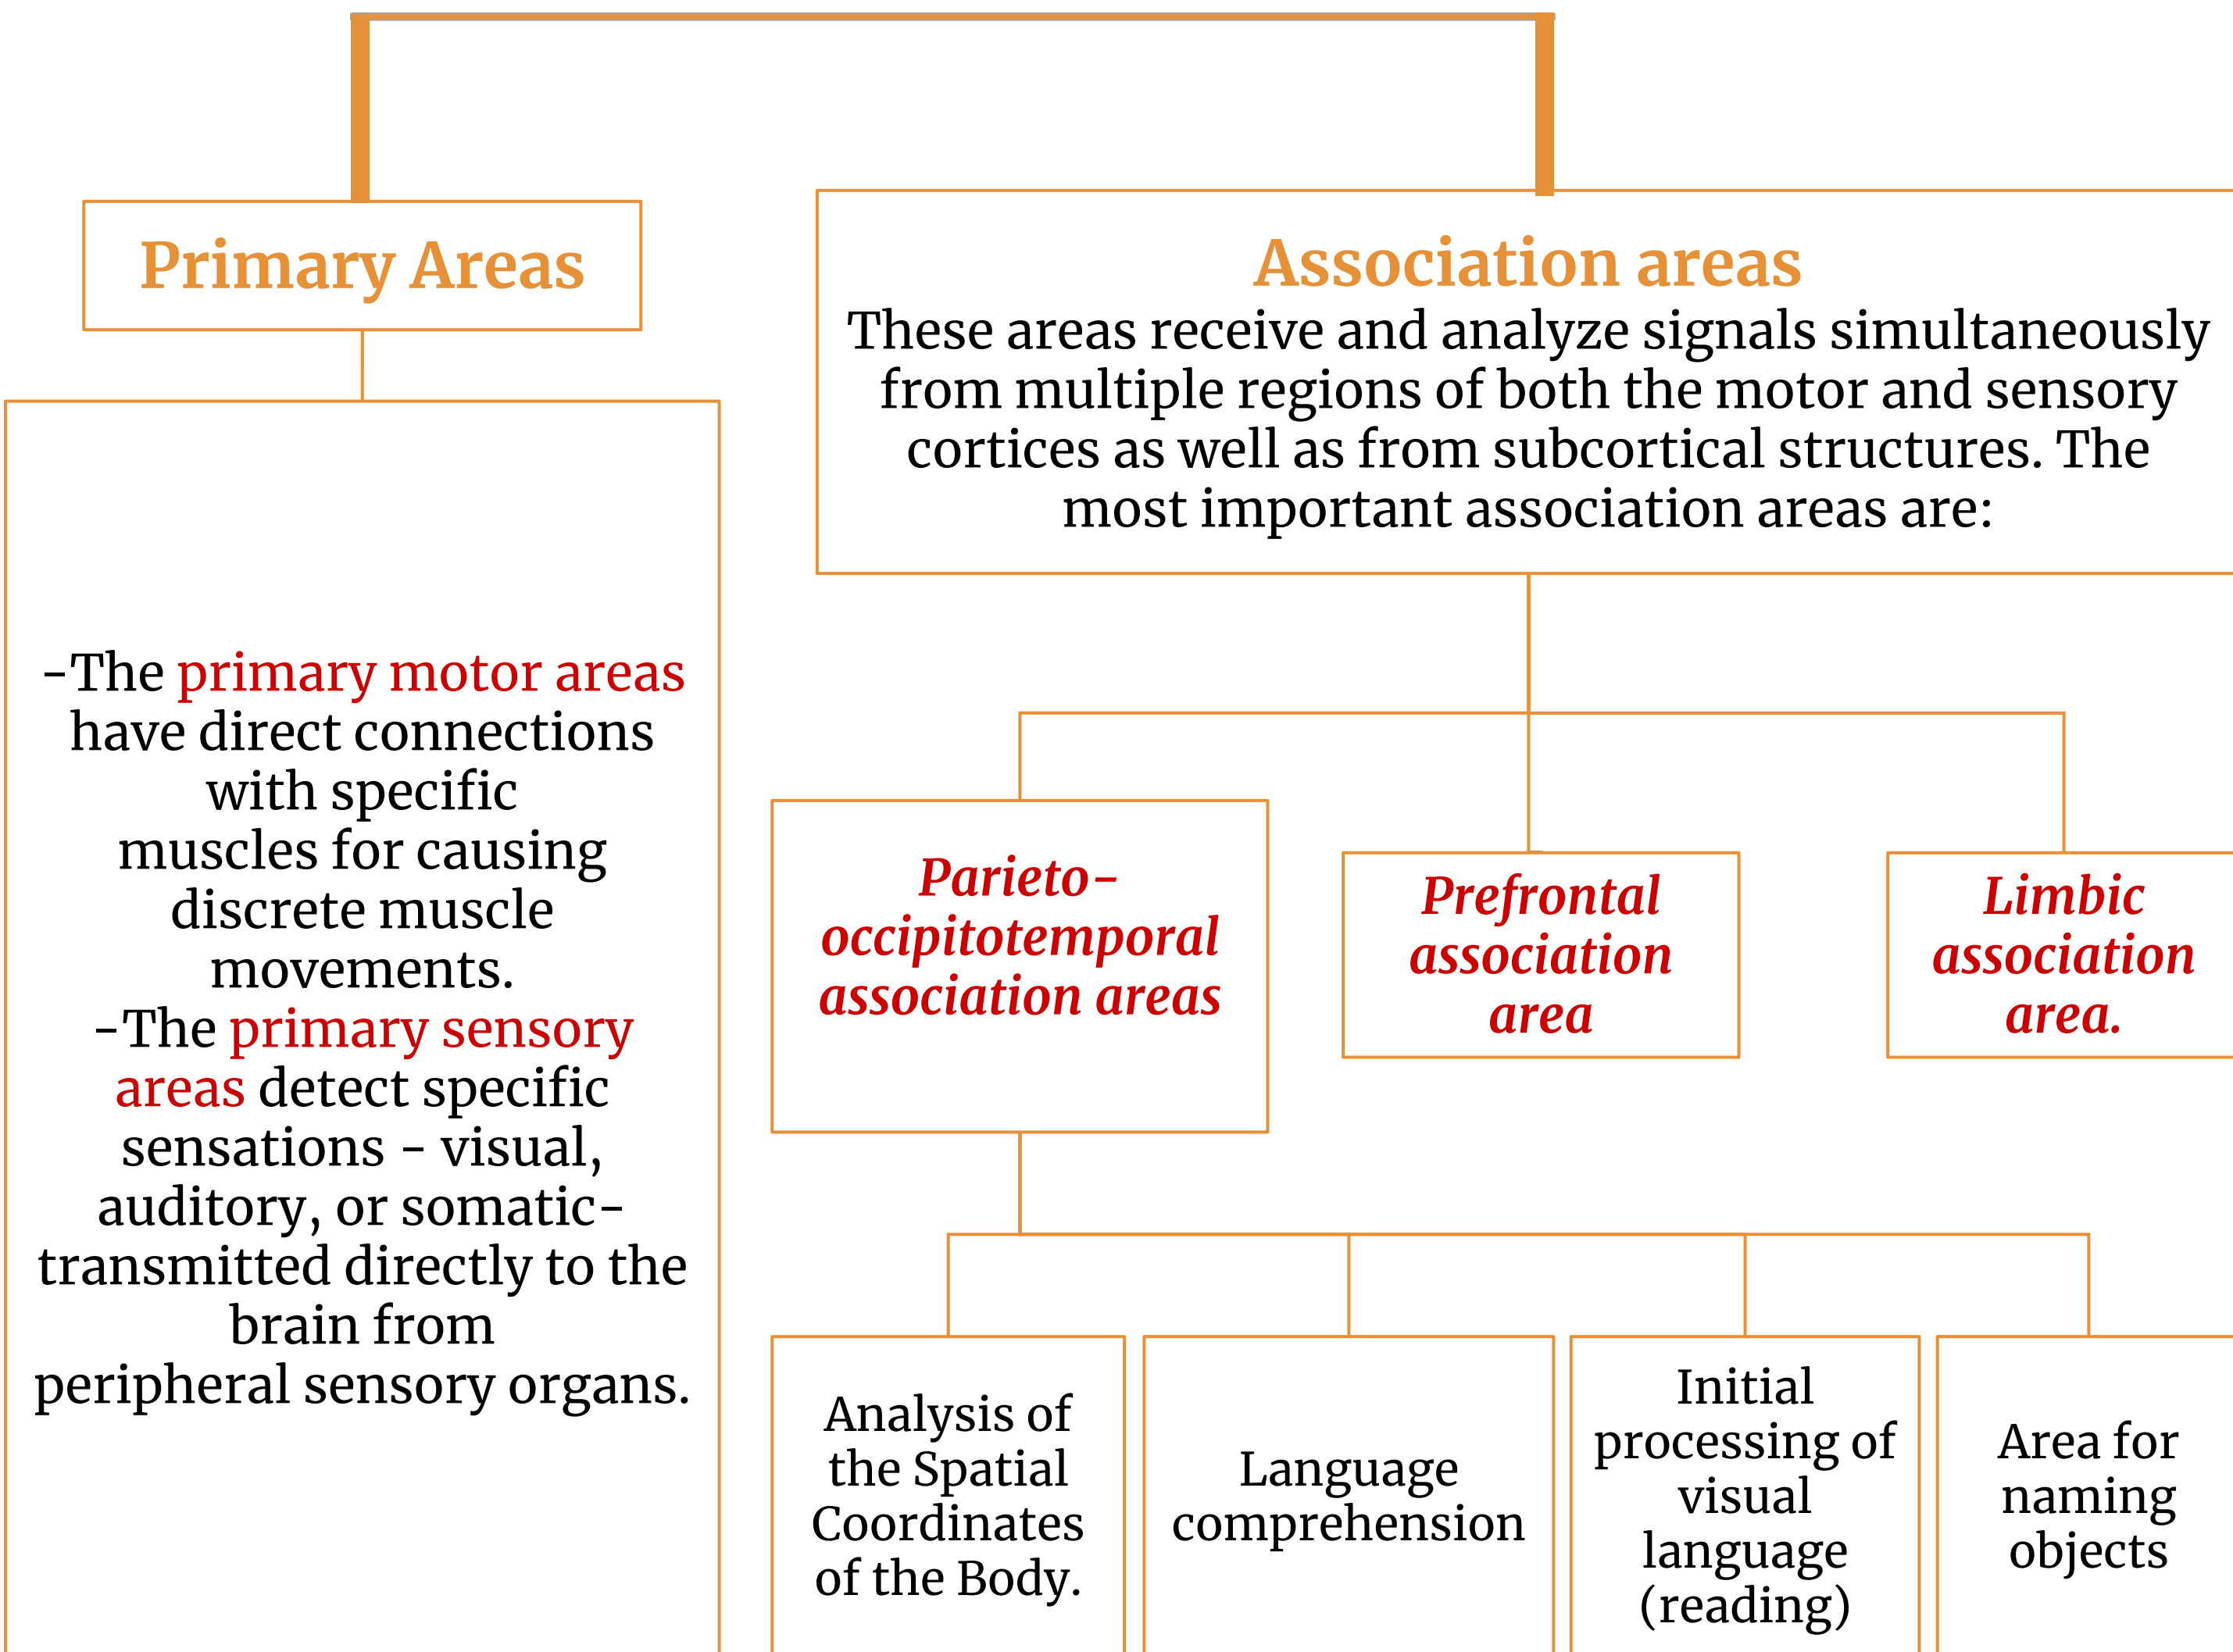 Primary Areas
-The primary motor areas
have direct connections
with specific
muscles for causing
discrete muscle
movements.
-The primary sensory
areas detect specific
sensations - visual,
auditory, or somatic-
transmitted directly to the
brain from
peripheral sensory organs.
Association areas
These areas receive and analyze signals simultaneously
from multiple regions of both the motor and sensory
cortices as well as from subcortical structures. The
most important association areas are:
Parieto-
occipitotemporal
association areas
Prefrontal
association
area
Limbic
association
area.
Analysis of
the Spatial
Coordinates
of the Body.
Language
comprehension
Initial
processing of
visual
language
(reading)
Area for
naming
objects